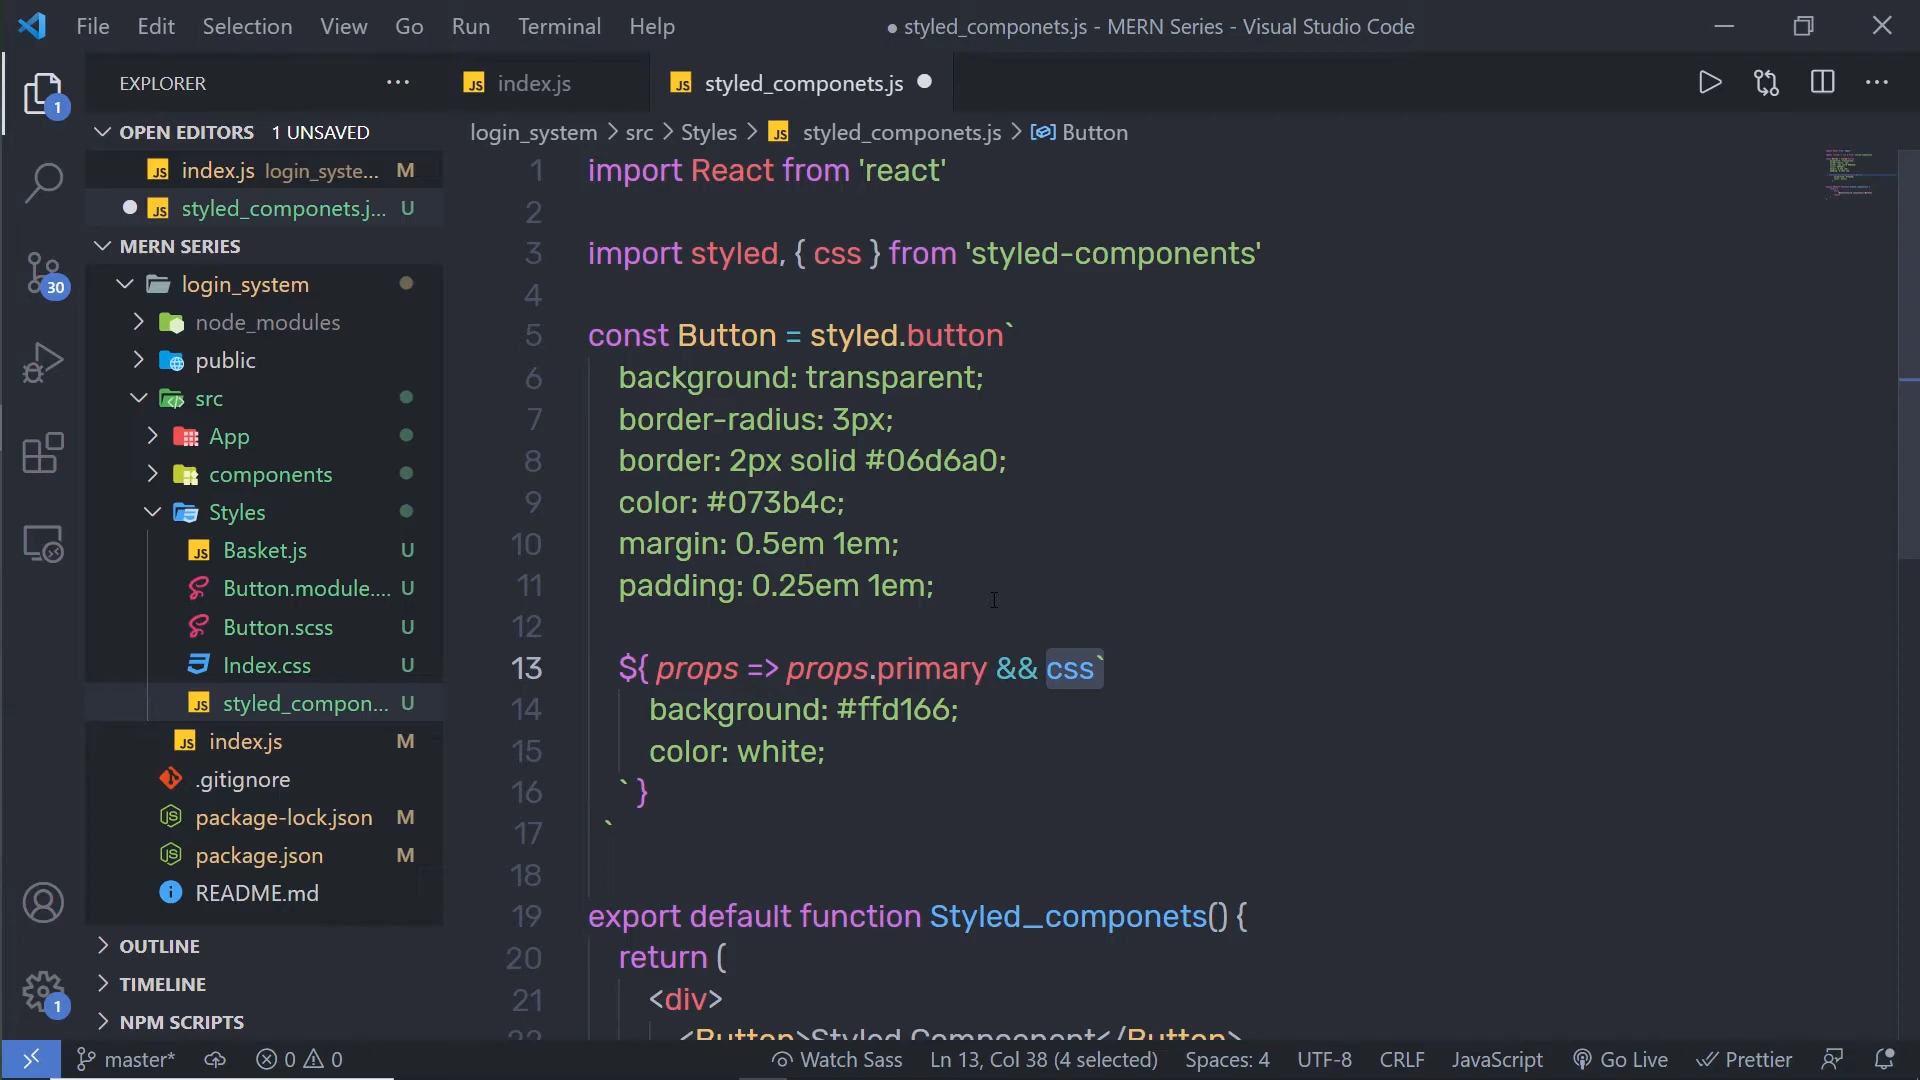 File Edit Selection View Go Run Terminal Help
● styled_componets.js - MERN Series - Visual Studio Code
EXPLORER
OPEN EDITORS 1 UNSAVED
index.js login_syste... M
styled_componets.j... U
MERN SERIES
login_system
node_modules
public
src
App
components
Styles
Basket.js U
Button.module.... U
Button.scss U
Index.css U
styled_compon... U
index.js M
.gitignore
package-lock.json M
package.json M
README.md
OUTLINE
TIMELINE
NPM SCRIPTS
1
30
1
index.js
styled_componets.js
login_system > src > Styles > styled_componets.js > Button
1 import React from 'react'
2
3 import styled, { css } from 'styled-components'
4
5 const Button = styled.button`
6 background: transparent;
7 border-radius: 3px;
8 border: 2px solid #06d6a0;
9 color: #073b4c;
10 margin: 0.5em 1em;
11 padding: 0.25em 1em;
12
13 ${ props => props.primary && css`
14 background: #ffd166;
15 color: white;
16 ` }
17 `
18
19 export default function Styled_componets() {
20 return (
21 <div>
22 <Button>Styled Component</Button>
master* 0 0 Watch Sass Ln 13, Col 38 (4 selected) Spaces: 4 UTF-8 CRLF JavaScript Go Live Prettier